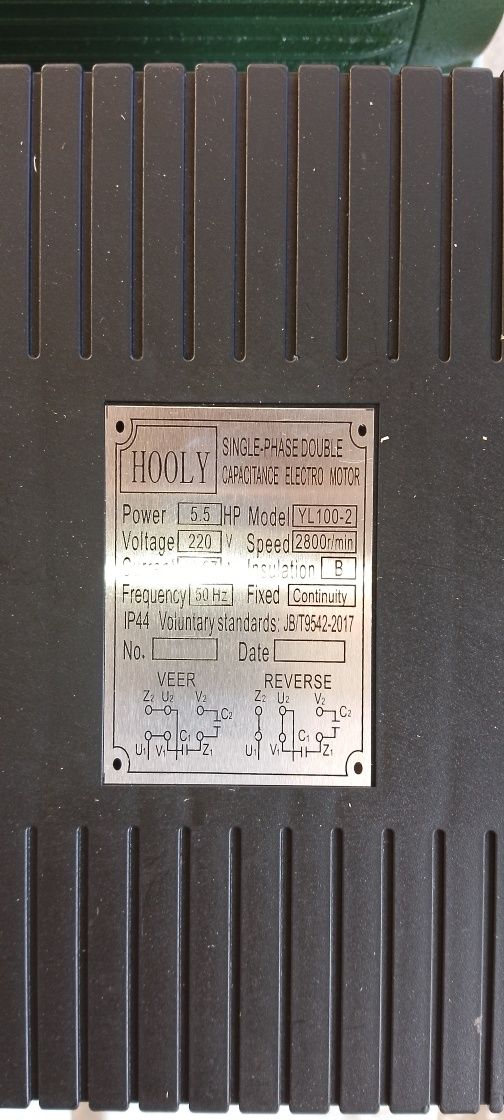 HOOLY
SINGLE-PHASE DOUBLE
CAPACITANCE ELECTRO MOTOR
Power 5.5 HP Model YL100-2
Voltage 220 V Speed 2800r/min
Insulation B
Frequency 50 Hz Fixed Continuity
IP44 Voluntary standards: JB/T9542-2017
No. Date
VEER REVERSE
Z2 U2 V2 Z2 U2 V2
C2 C2
C1 C1
U1 V1 Z1 U1 V1 Z1